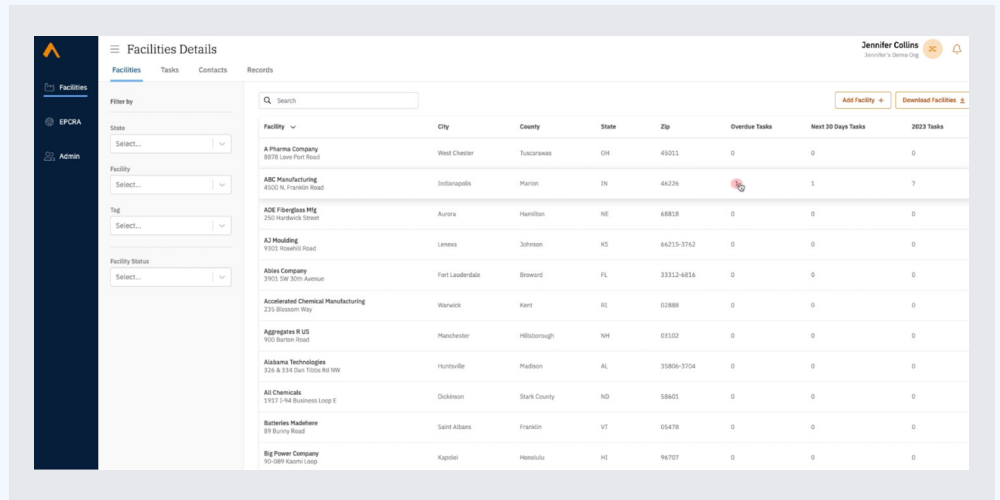 Facilities Details
Jennifer Collins
Jennifer's Demo Org
JC
Facilities
EPCRA
Admin
Facilities Tasks Contacts Records
Filter by
State
Select...
Facility
Select...
Tag
Select...
Facility Status
Select...
Search
Add Facility +
Download Facilities
Facility City County State Zip Overdue Tasks Next 30 Days Tasks 2023 Tasks
A Pharma Company
8878 Love Port Road
West Chester Tuscarawas OH 45011 0 0 0
ABC Manufacturing
4500 N. Franklin Road
Indianapolis Marion IN 46226 1 7
ADE Fiberglass Mfg
250 Hardwick Street
Aurora Hamilton NE 68818 0 0 0
AJ Moulding
9301 Rosehill Road
Lenexa Johnson KS 66215-3762 0 0 0
Ables Company
3901 SW 30th Avenue
Fort Lauderdale Broward FL 33312-6816 0 0 0
Accelerated Chemical Manufacturing
235 Blossom Way
Warwick Kent RI 02888 0 0 0
Aggregates R US
900 Barton Road
Manchester Hillsborough NH 03102 0 0 0
Alabama Technologies
326 & 334 Dan Tibbs Rd NW
Huntsville Madison AL 35806-3704 0 0 0
All Chemicals
1917 I-94 Business Loop E
Dickinson Stark County ND 58601 0 0 0
Batteries Madehere
89 Bunny Road
Saint Albans Franklin VT 05478 0 0 0
Big Power Company
90-089 Kaomi Loop
Kapolei Honolulu HI 96707 0 0 0